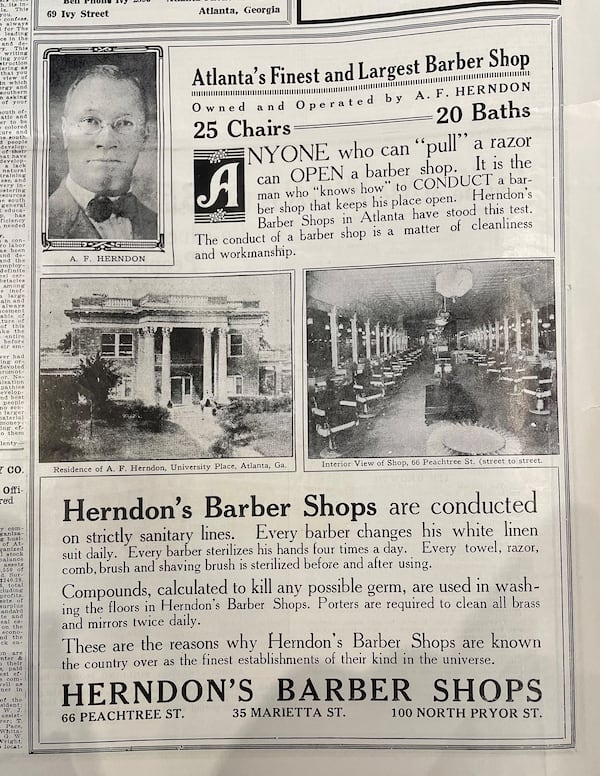 Bell Phone Ivy
69 Ivy Street
Atlanta, Georgia
Atlanta's Finest and Largest Barber Shop
Owned and Operated by A. F. HERNDON
25 Chairs 20 Baths
ANYONE who can "pull" a razor
can OPEN a barber shop. It is the
man who "knows how" to CONDUCT a bar-
ber shop that keeps his place open. Herndon's
Barber Shops in Atlanta have stood this test.
The conduct of a barber shop is a matter of cleanliness
and workmanship.
A. F. HERNDON
Residence of A. F. Herndon, University Place, Atlanta, Ga.
Interior View of Shop, 66 Peachtree St. (street to street.
Herndon's Barber Shops are conducted
on strictly sanitary lines. Every barber changes his white linen
suit daily. Every barber sterilizes his hands four times a day. Every towel, razor,
comb, brush and shaving brush is sterilized before and after using.
Compounds, calculated to kill any possible germ, are used in wash-
ing the floors in Herndon's Barber Shops. Porters are required to clean all brass
and mirrors twice daily.
These are the reasons why Herndon's Barber Shops are known
the country over as the finest establishments of their kind in the universe.
HERNDON'S BARBER SHOPS
66 PEACHTREE ST. 35 MARIETTA ST. 100 NORTH PRYOR ST.